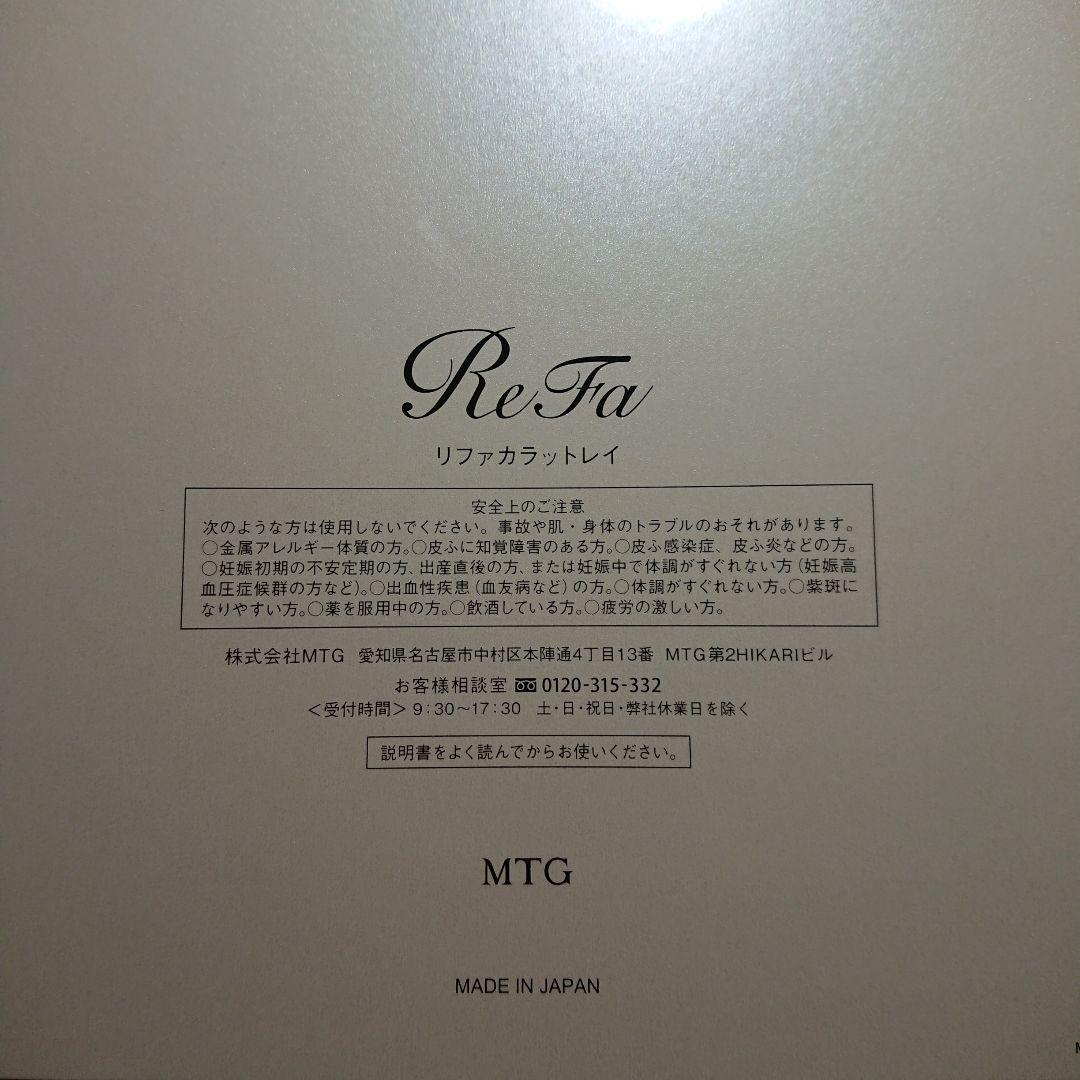 ReFa
リファカラットレイ
安全上のご注意
次のような方は使用しないでください。事故や肌・身体のトラブルのおそれがあります。
○金属アレルギー体質の方。○皮ふに知覚障害のある方。○皮ふ感染症、皮ふ炎などの方。
○妊娠初期の不安定期の方、出産直後の方、または妊娠中で体調がすぐれない方（妊娠高
血圧症候群の方など）。○出血性疾患（血友病など）の方。○体調がすぐれない方。○紫斑に
なりやすい方。○薬を服用中の方。○飲酒している方。○疲労の激しい方。
株式会社MTG 愛知県名古屋市中村区本陣通4丁目13番 MTG第2HIKARIビル
お客様相談室 0120-315-332
＜受付時間＞9：30〜17：30 土・日・祝日・弊社休業日を除く
説明書をよく読んでからお使いください。
MTG
MADE IN JAPAN